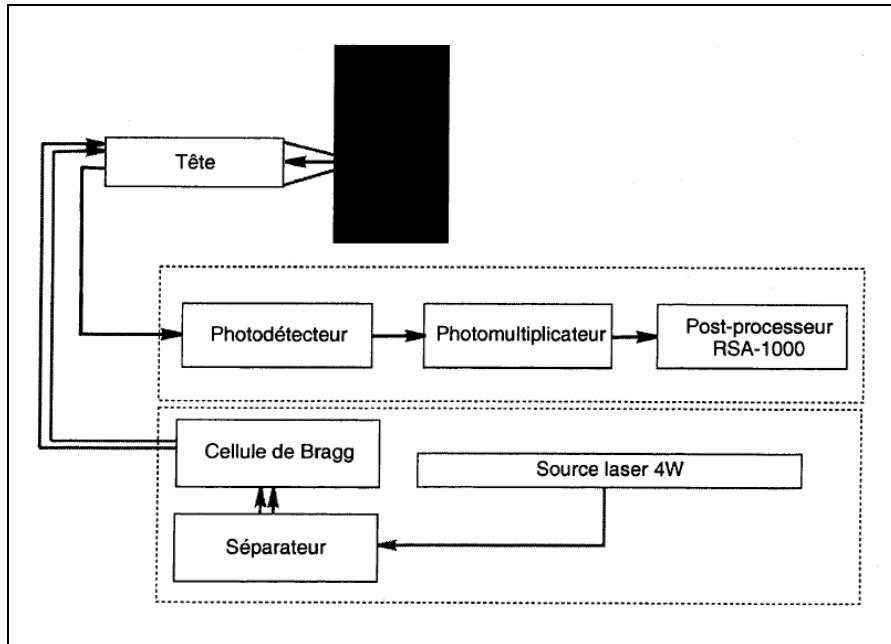 Tête
Photodétecteur
Photomultiplicateur
Post-processeur
RSA-1000
Cellule de Bragg
Source laser 4W
Séparateur